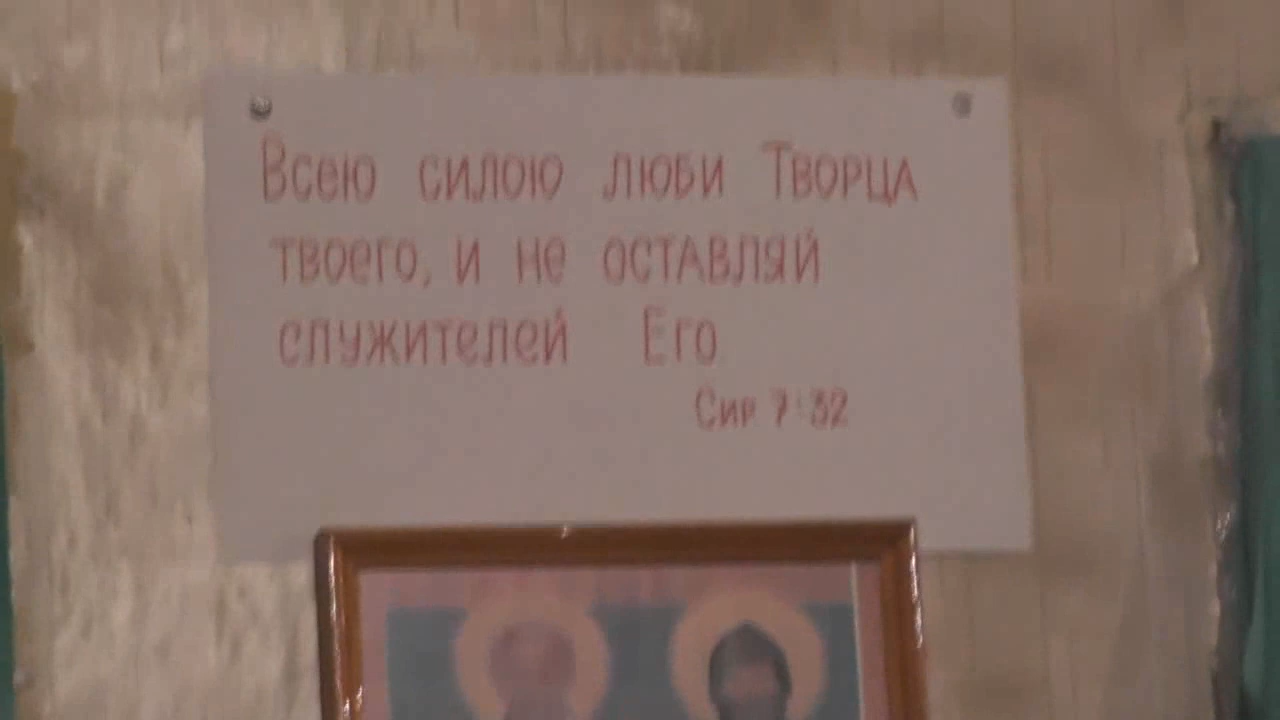 Всею силою люби Творца
твоего, и не оставляй
служителей Его
Сир 7:32